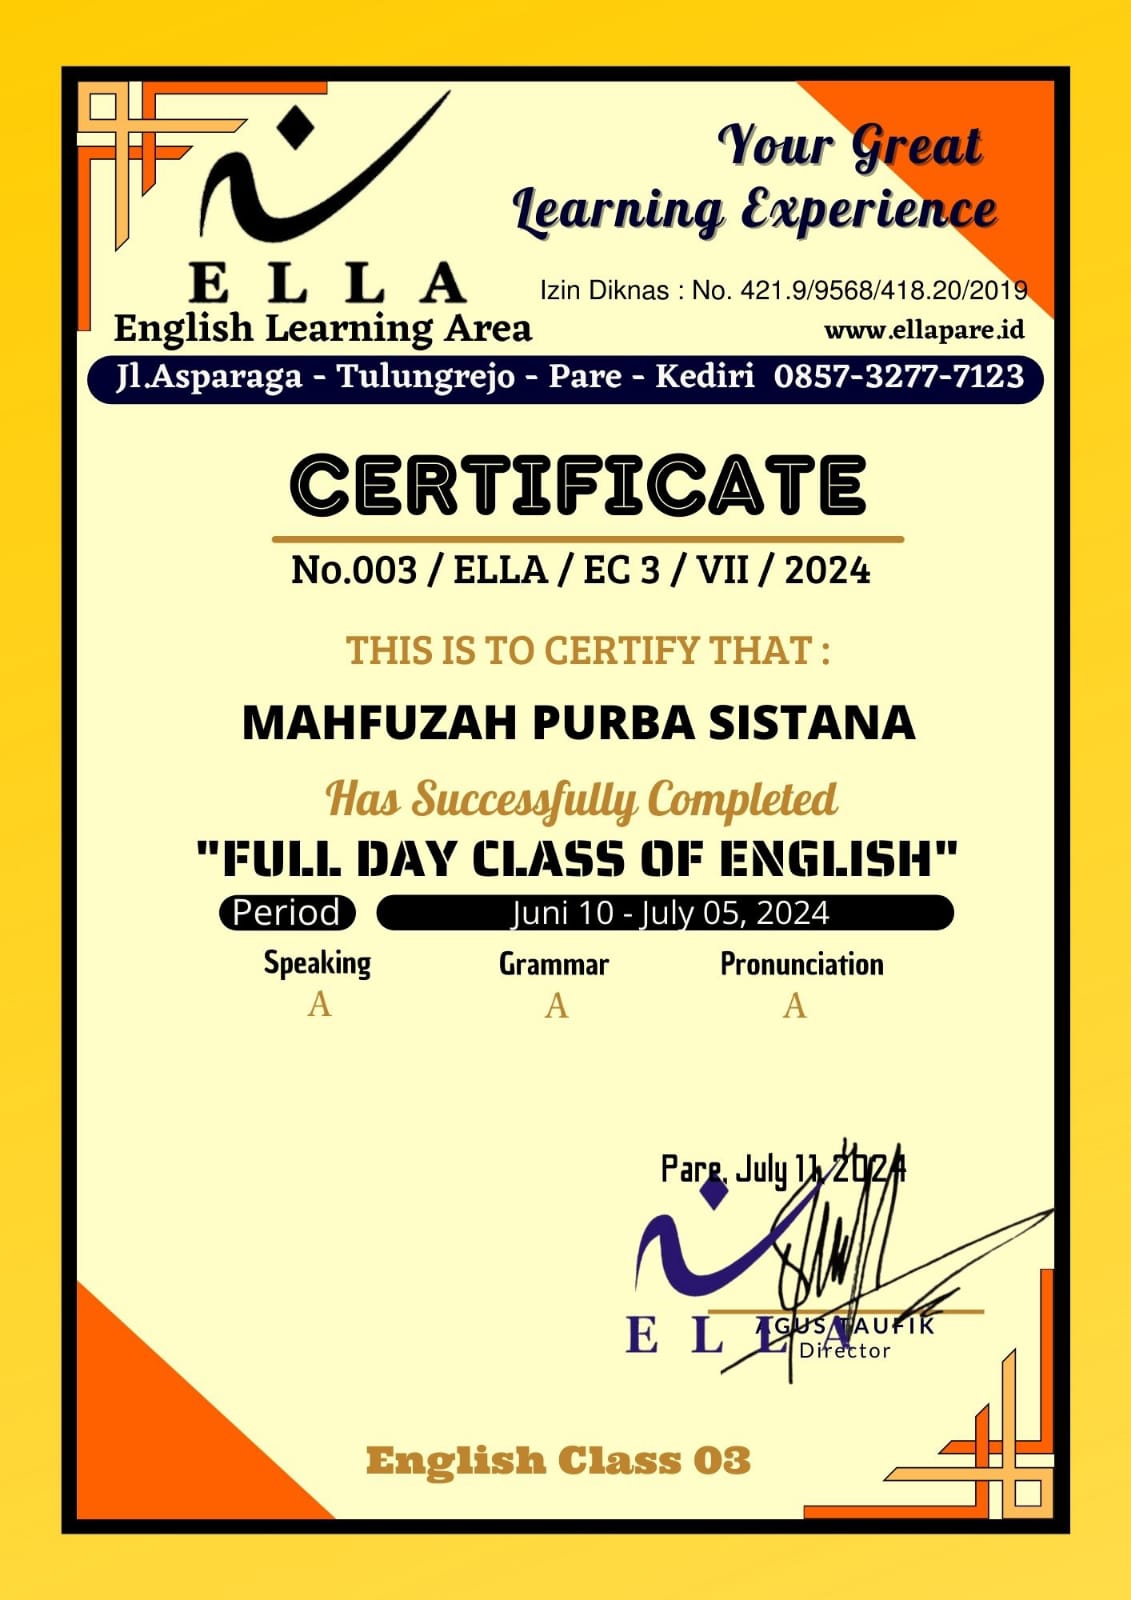 Your Great
Learning Experience
E L L A
English Learning Area
Izin Diknas : No. 421.9/9568/418.20/2019
www.ellapare.id
Jl.Asparaga - Tulungrejo - Pare - Kediri 0857-3277-7123
CERTIFICATE
No.003 / ELLA / EC 3 / VII / 2024
THIS IS TO CERTIFY THAT :
MAHFUZAH PURBA SISTANA
Has Successfully Completed
"FULL DAY CLASS OF ENGLISH"
Period Juni 10 - July 05, 2024
Speaking Grammar Pronunciation
A A A
Pare, July 11, 2024
E L L A
AGUS TAUFIK
Director
English Class 03